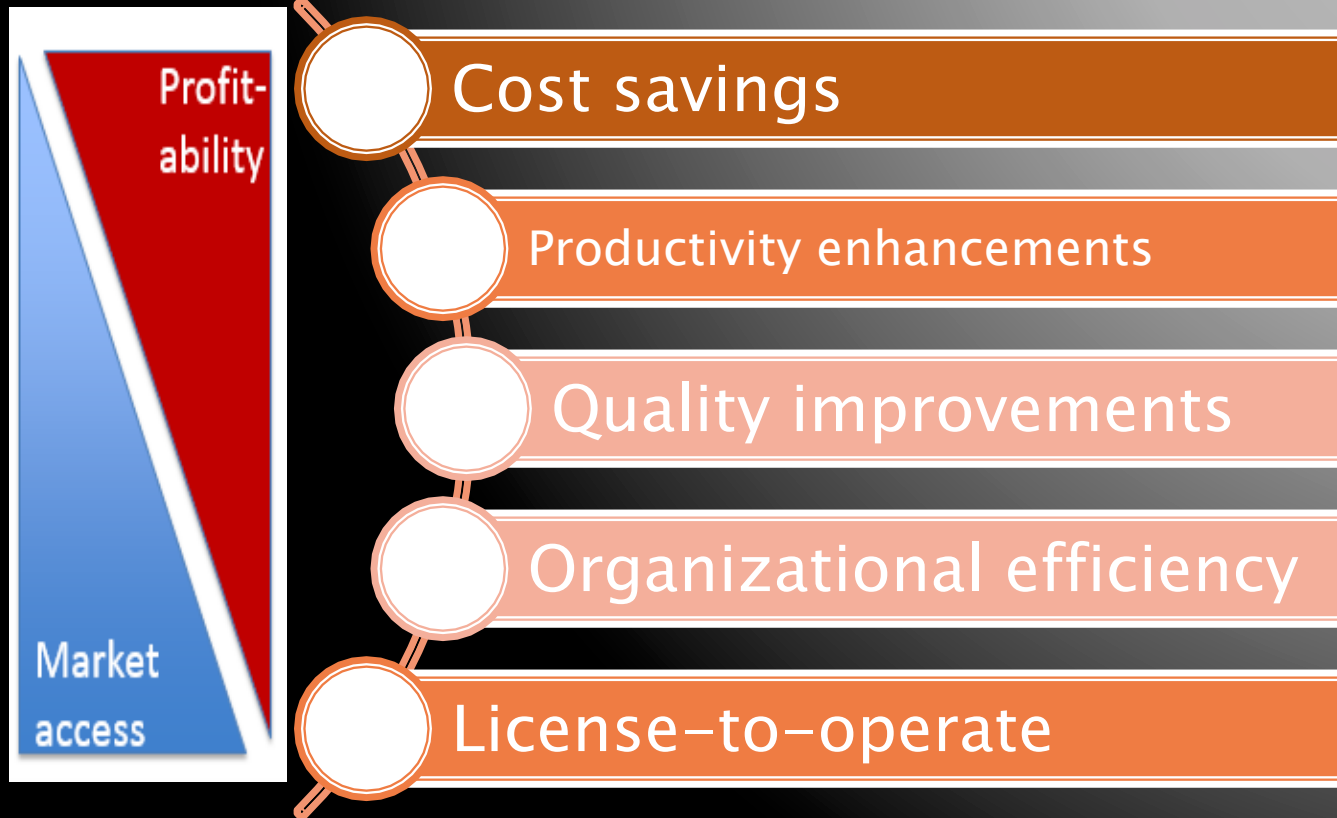 Profit-
ability
Market
access
Cost savings
Productivity enhancements
Quality improvements
Organizational efficiency
License-to-operate